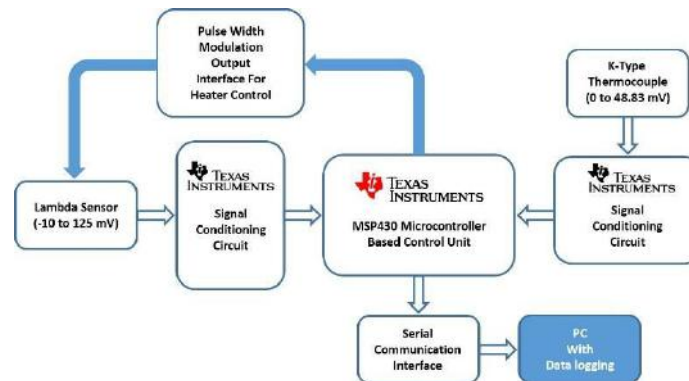 Pulse Width
Modulation
Output
Interface For
Heater Control
K-Type
Thermocouple
(0 to 48.83 mV)
Lambda Sensor
(-10 to 125 mV)
TEXAS
INSTRUMENTS
Signal
Conditioning
Circuit
TEXAS
INSTRUMENTS
MSP430 Microcontroller
Based Control Unit
TEXAS
INSTRUMENTS
Signal
Conditioning
Circuit
Serial
Communication
Interface
PC
With
Data logging